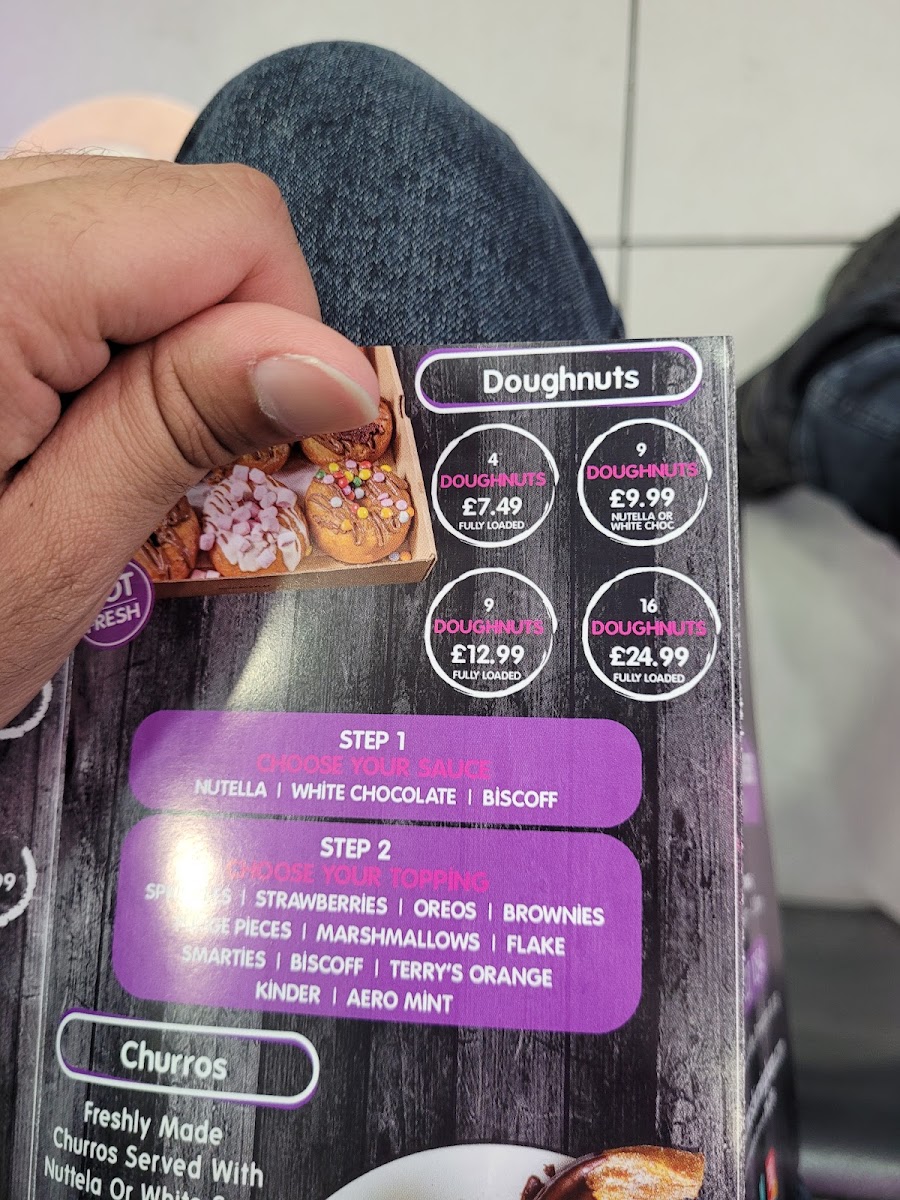 Doughnuts
4
DOUGHNUTS
£7.49
FULLY LOADED
9
DOUGHNUTS
£9.99
NUTELLA OR
WHITE CHOC
9
DOUGHNUTS
£12.99
FULLY LOADED
16
DOUGHNUTS
£24.99
FULLY LOADED
FRESH
STEP 1
CHOOSE YOUR SAUCE
NUTELLA | WHITE CHOCOLATE | BISCOFF
STEP 2
CHOOSE YOUR TOPPING
| STRAWBERRIES | OREOS | BROWNIES
PIECES | MARSHMALLOWS | FLAKE
SMARTIES | BISCOFF | TERRY'S ORANGE
KINDER | AERO MINT
Churros
Freshly Made
Churros Served With
Nuttela Or White